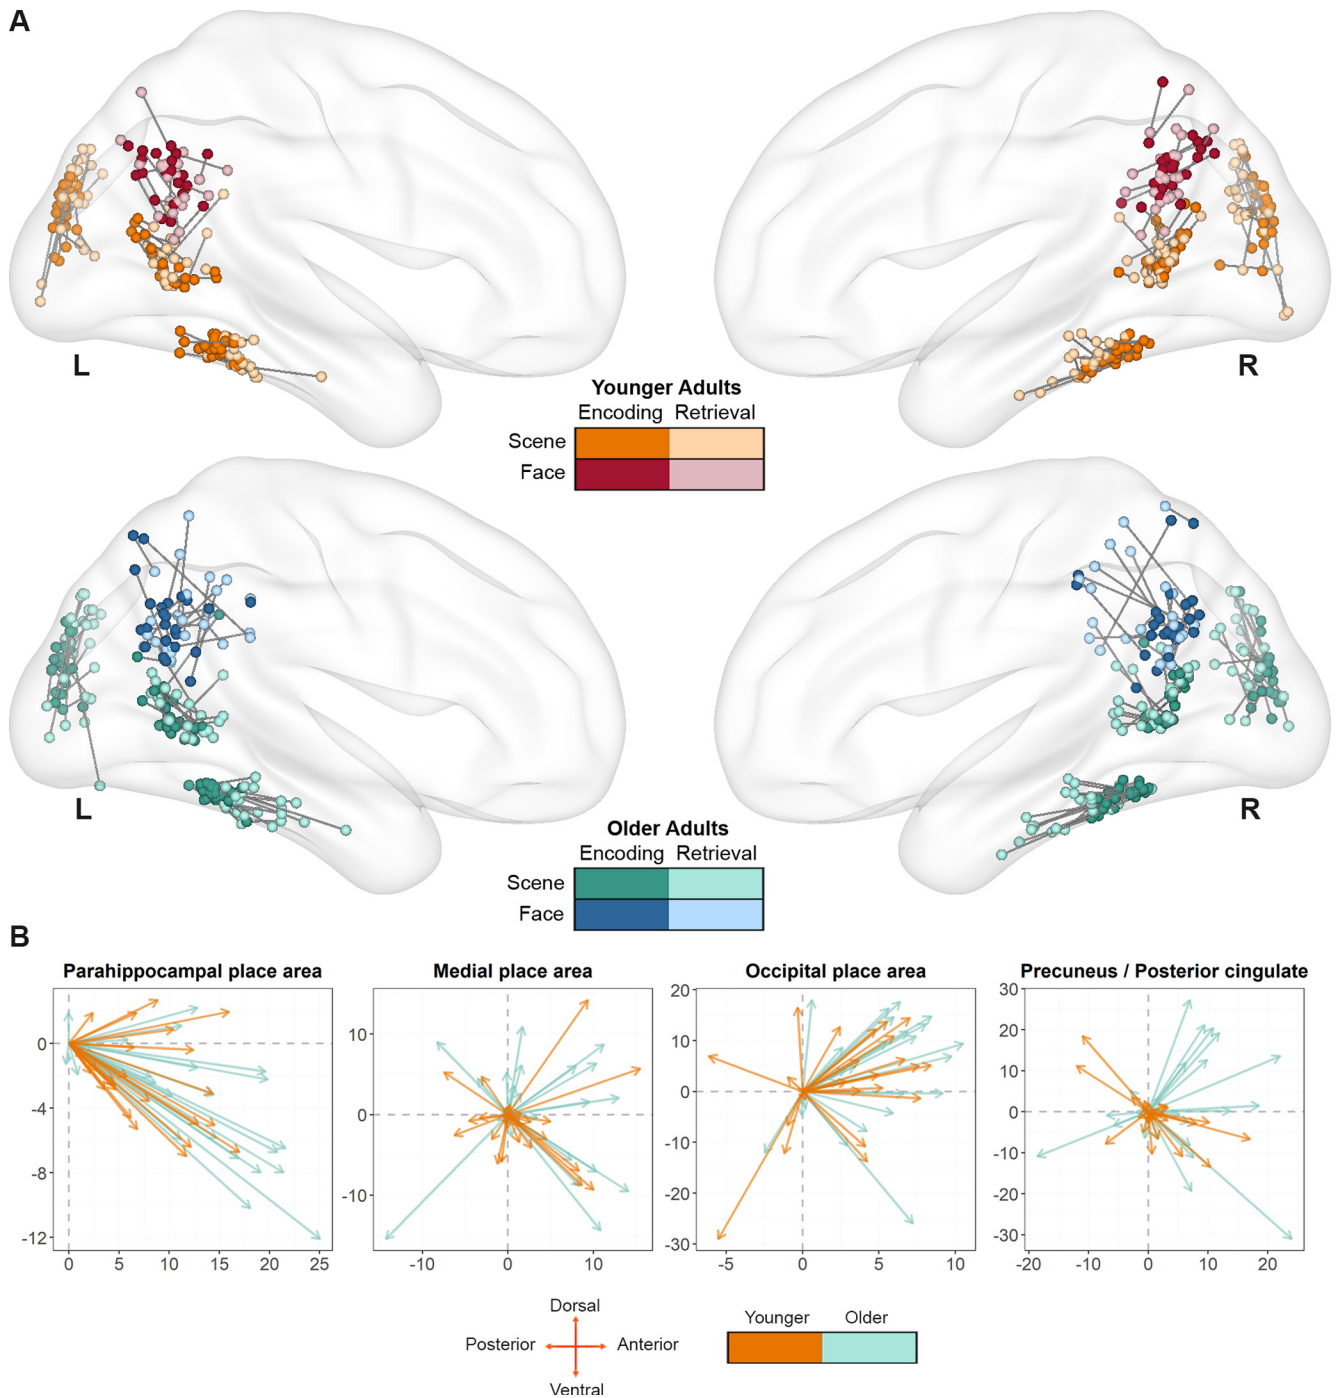 A
L
R
Younger Adults
Encoding Retrieval
Scene
Face
L
R
Older Adults
Encoding Retrieval
Scene
Face
B
Parahippocampal place area
0
-4
-8
-12
0 5 10 15 20 25
Medial place area
10
0
-10
-10 0 10
Occipital place area
20
10
0
-10
-20
-30
-5 0 5 10
Precuneus / Posterior cingulate
30
20
10
0
-10
-20
-30
-20 -10 0 10 20
Dorsal
Posterior Anterior
Ventral
Younger Older